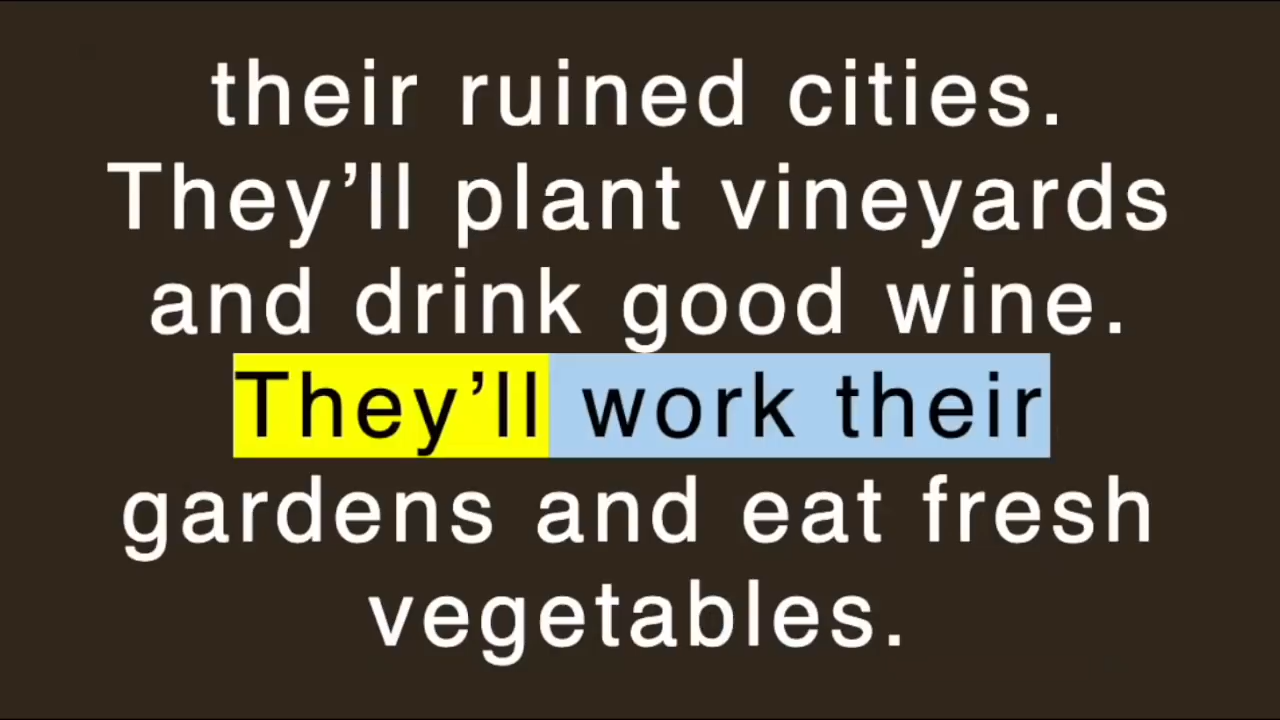 their ruined cities.
They’ll plant vineyards
and drink good wine.
They’ll work their
gardens and eat fresh
vegetables.